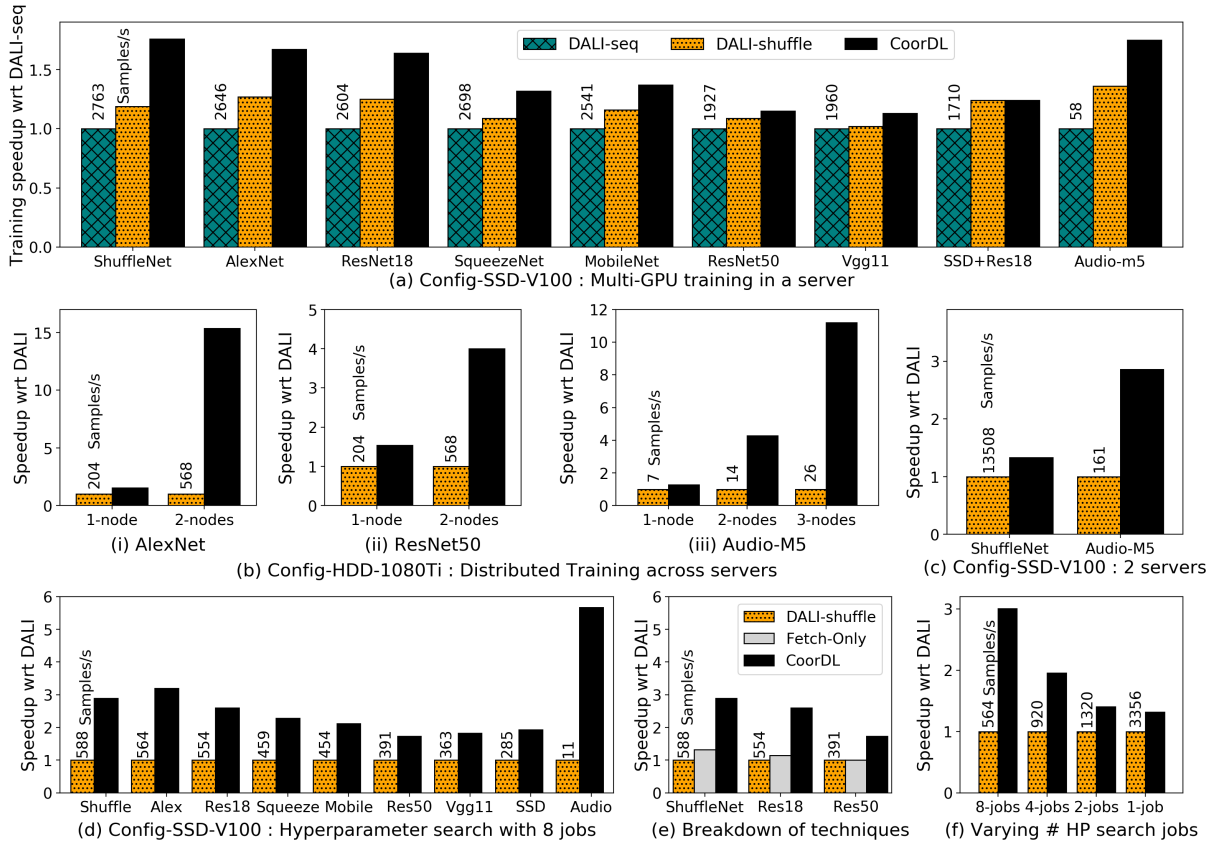 Training speedup wrt DALI-seq
1.5
1.0
0.5
0.0
DALI-seq
DALI-shuffle
CoorDL
2763
Samples/s
2646
2604
2698
2541
1927
1960
1710
58
ShuffleNet
AlexNet
ResNet18
SqueezeNet
MobileNet
ResNet50
Vgg11
SSD+Res18
Audio-m5
(a) Config-SSD-V100 : Multi-GPU training in a server
Speedup wrt DALI
15
10
5
0
204
Samples/s
568
1-node
2-nodes
(i) AlexNet
Speedup wrt DALI
5
4
3
2
1
0
204
Samples/s
568
1-node
2-nodes
(ii) ResNet50
Speedup wrt DALI
12
10
8
6
4
2
0
7
Samples/s
14
26
1-node
2-nodes
3-nodes
(iii) Audio-M5
(b) Config-HDD-1080Ti : Distributed Training across servers
Speedup wrt DALI
3
2
1
0
13508
Samples/s
161
ShuffleNet
Audio-M5
(c) Config-SSD-V100 : 2 servers
Speedup wrt DALI
6
5
4
3
2
1
0
588
Samples/s
564
554
459
454
391
363
285
11
Shuffle
Alex
Res18
Squeeze
Mobile
Res50
Vgg11
SSD
Audio
(d) Config-SSD-V100 : Hyperparameter search with 8 jobs
Speedup wrt DALI
6
5
4
3
2
1
0
DALI-shuffle
Fetch-Only
CoorDL
588
Samples/s
554
391
ShuffleNet
Res18
Res50
(e) Breakdown of techniques
Speedup wrt DALI
3
2
1
0
564
Samples/s
920
1320
3356
8-jobs
4-jobs
2-jobs
1-job
(f) Varying # HP search jobs